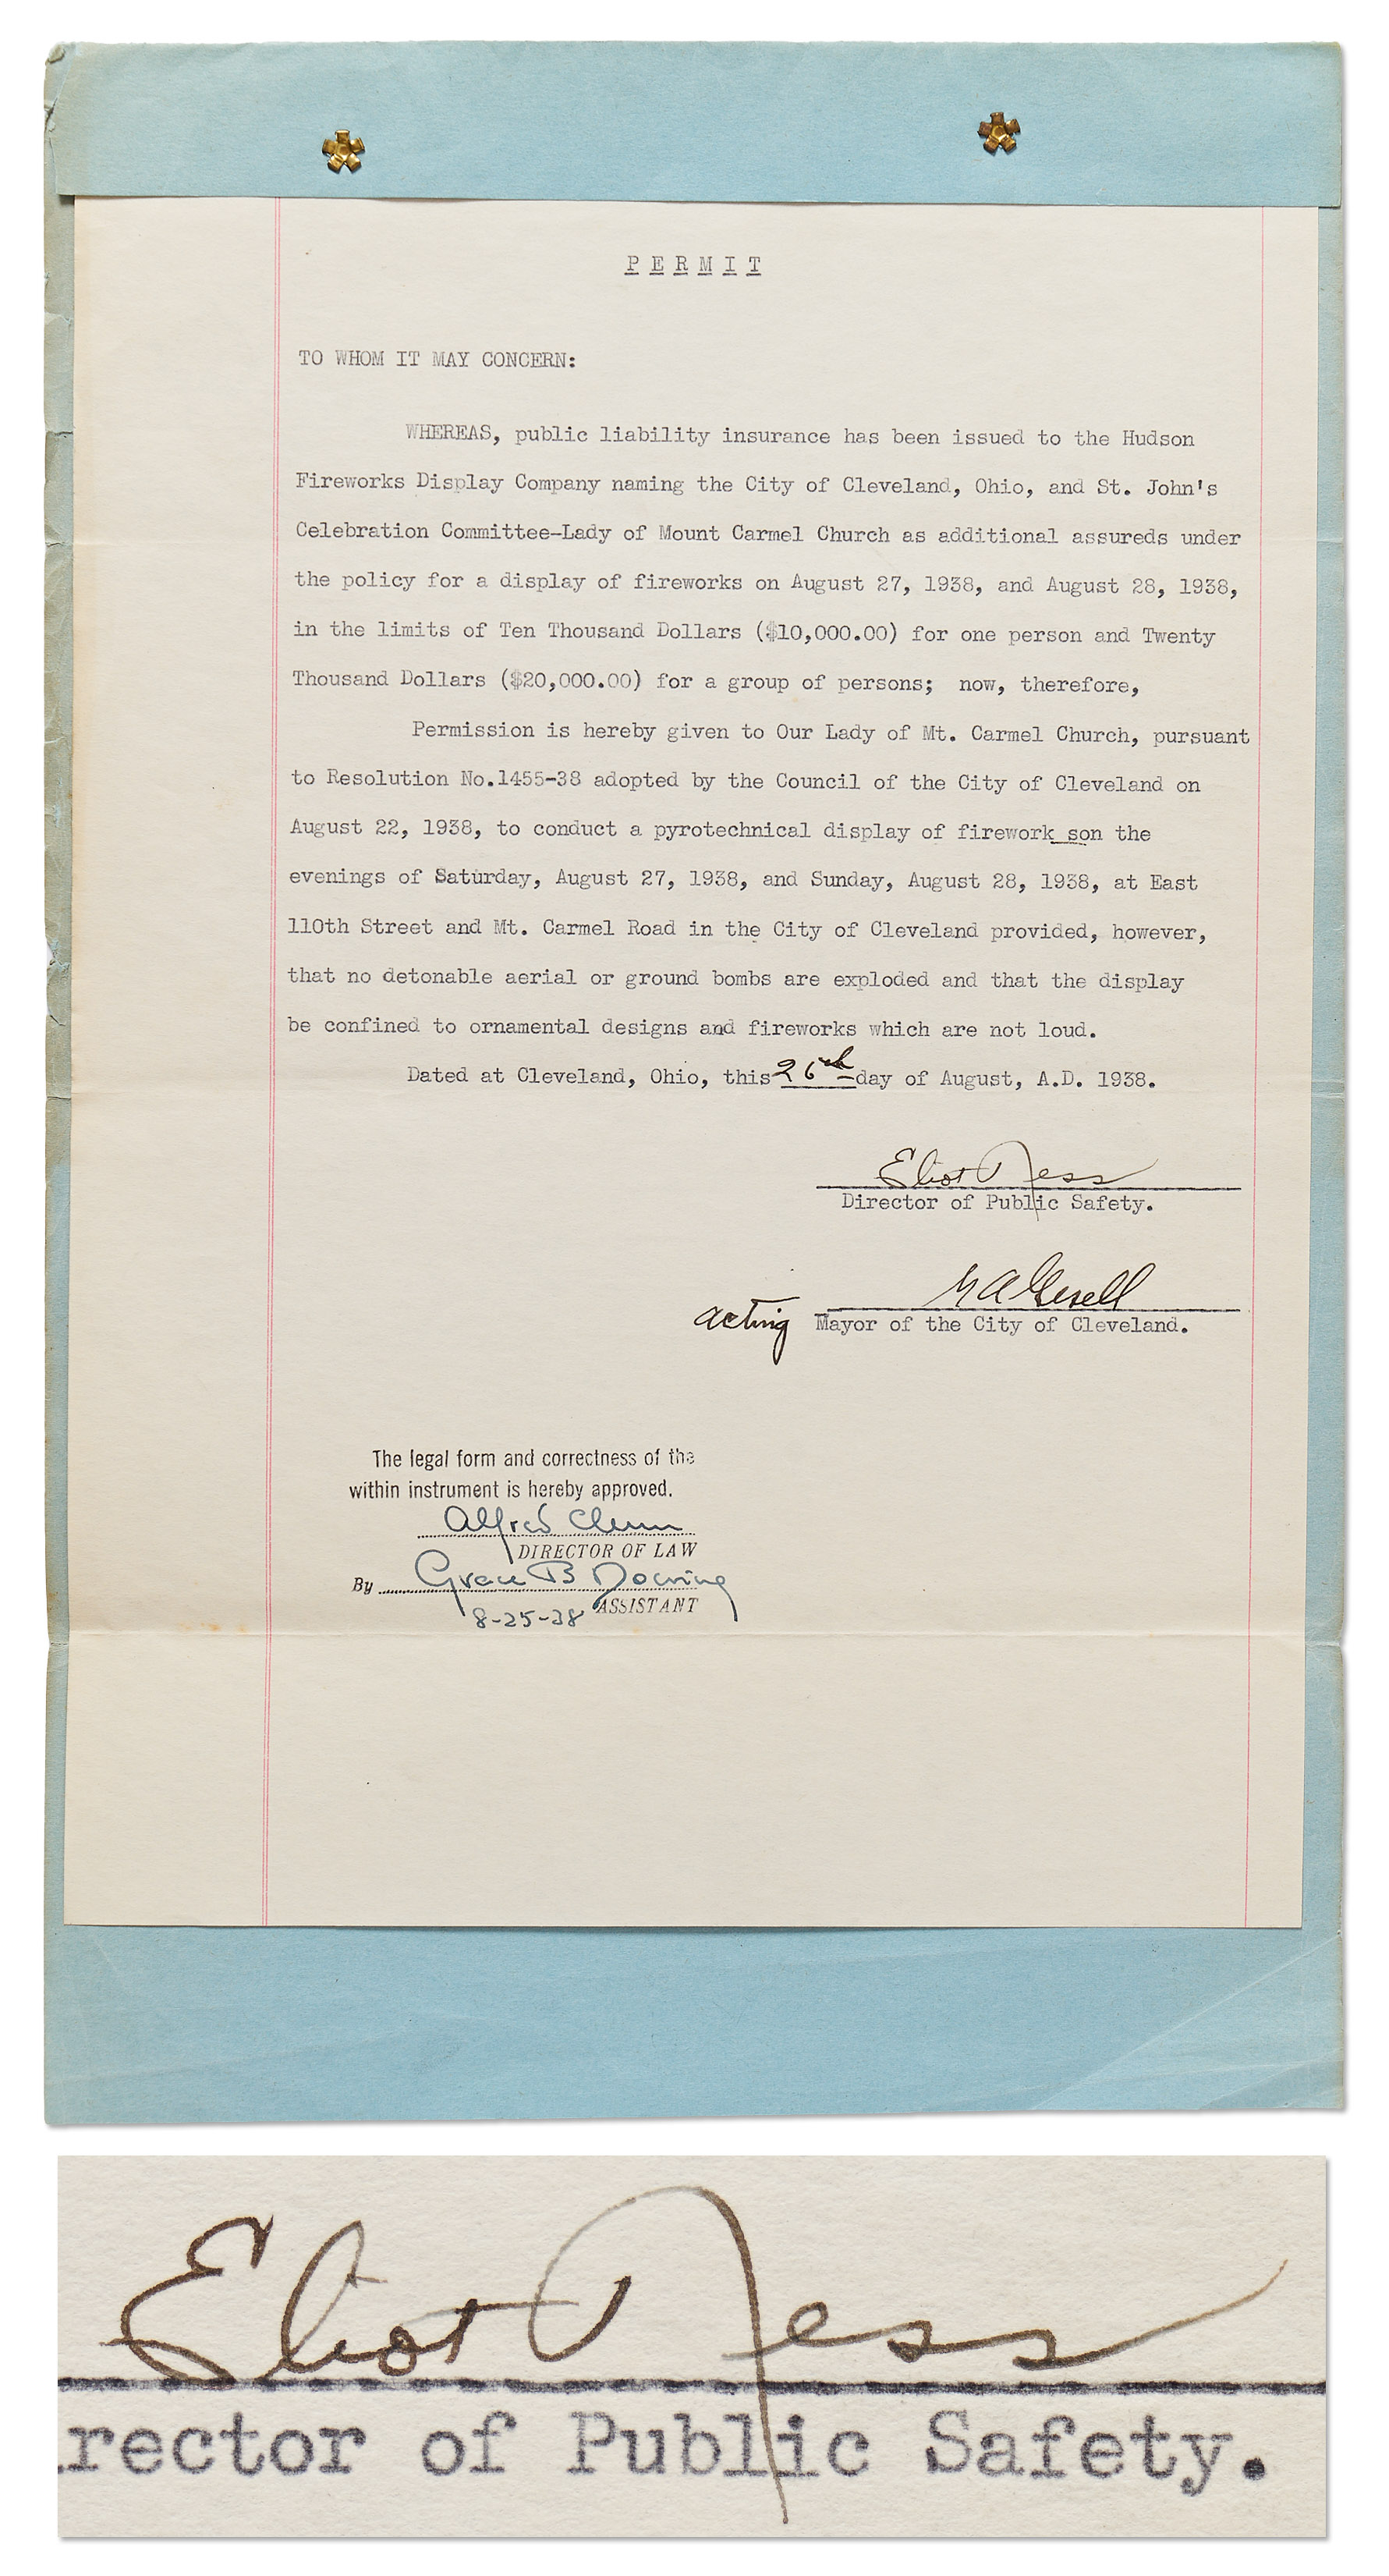 PERMIT
TO WHOM IT MAY CONCERN:
WHEREAS, public liability insurance has been issued to the Hudson
Fireworks Display Company naming the City of Cleveland, Ohio, and St. John's
Celebration Committee-Lady of Mount Carmel Church as additional assureds under
the policy for a display of fireworks on August 27, 1938, and August 28, 1938,
in the limits of Ten Thousand Dollars ($10,000.00) for one person and Twenty
Thousand Dollars ($20,000.00) for a group of persons; now, therefore,
Permission is hereby given to Our Lady of Mt. Carmel Church, pursuant
to Resolution No.1455-38 adopted by the Council of the City of Cleveland on
August 22, 1938, to conduct a pyrotechnical display of firework son the
evenings of Saturday, August 27, 1938, and Sunday, August 28, 1938, at East
110th Street and Mt. Carmel Road in the City of Cleveland provided, however,
that no detonable aerial or ground bombs are exploded and that the display
be confined to ornamental designs and fireworks which are not loud.
Dated at Cleveland, Ohio, this 26th day of August, A.D. 1938.
Eliot Ness
Director of Public Safety.
acting Mayor of the City of Cleveland.
The legal form and correctness of the
within instrument is hereby approved.
Alfred Clum
DIRECTOR OF LAW
By Grace B Doering
ASSISTANT
8-25-38
Eliot Ness
rector of Public Safety.